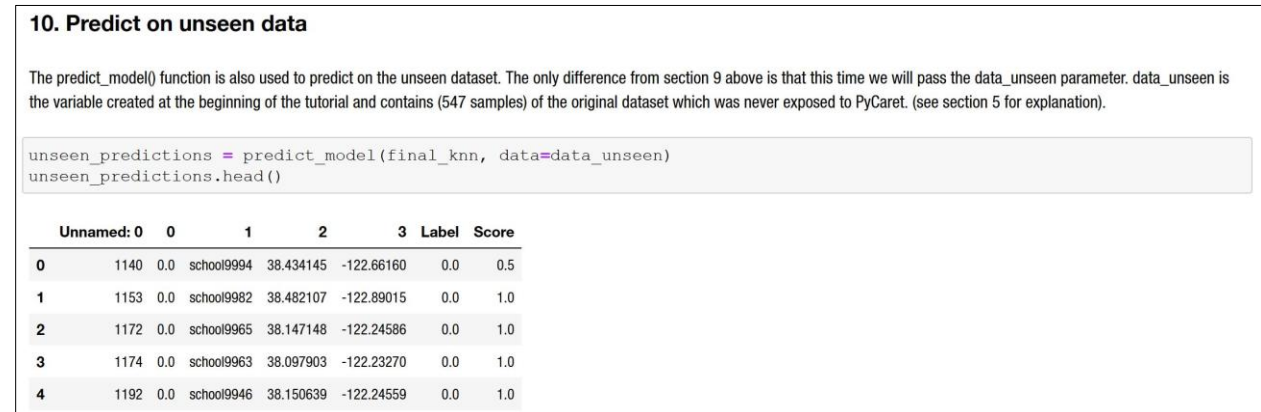 10. Predict on unseen data
The predict_model() function is also used to predict on the unseen dataset. The only difference from section 9 above is that this time we will pass the data_unseen parameter. data_unseen is
the variable created at the beginning of the tutorial and contains (547 samples) of the original dataset which was never exposed to PyCaret. (see section 5 for explanation).
unseen_predictions = predict_model(final_knn, data=data_unseen)
unseen_predictions.head()
Unnamed: 0 0 1 2 3 Label Score
0 1140 0.0 school9994 38.434145 -122.66160 0.0 0.5
1 1153 0.0 school9982 38.482107 -122.89015 0.0 1.0
2 1172 0.0 school9965 38.147148 -122.24586 0.0 1.0
3 1174 0.0 school9963 38.097903 -122.23270 0.0 1.0
4 1192 0.0 school9946 38.150639 -122.24559 0.0 1.0